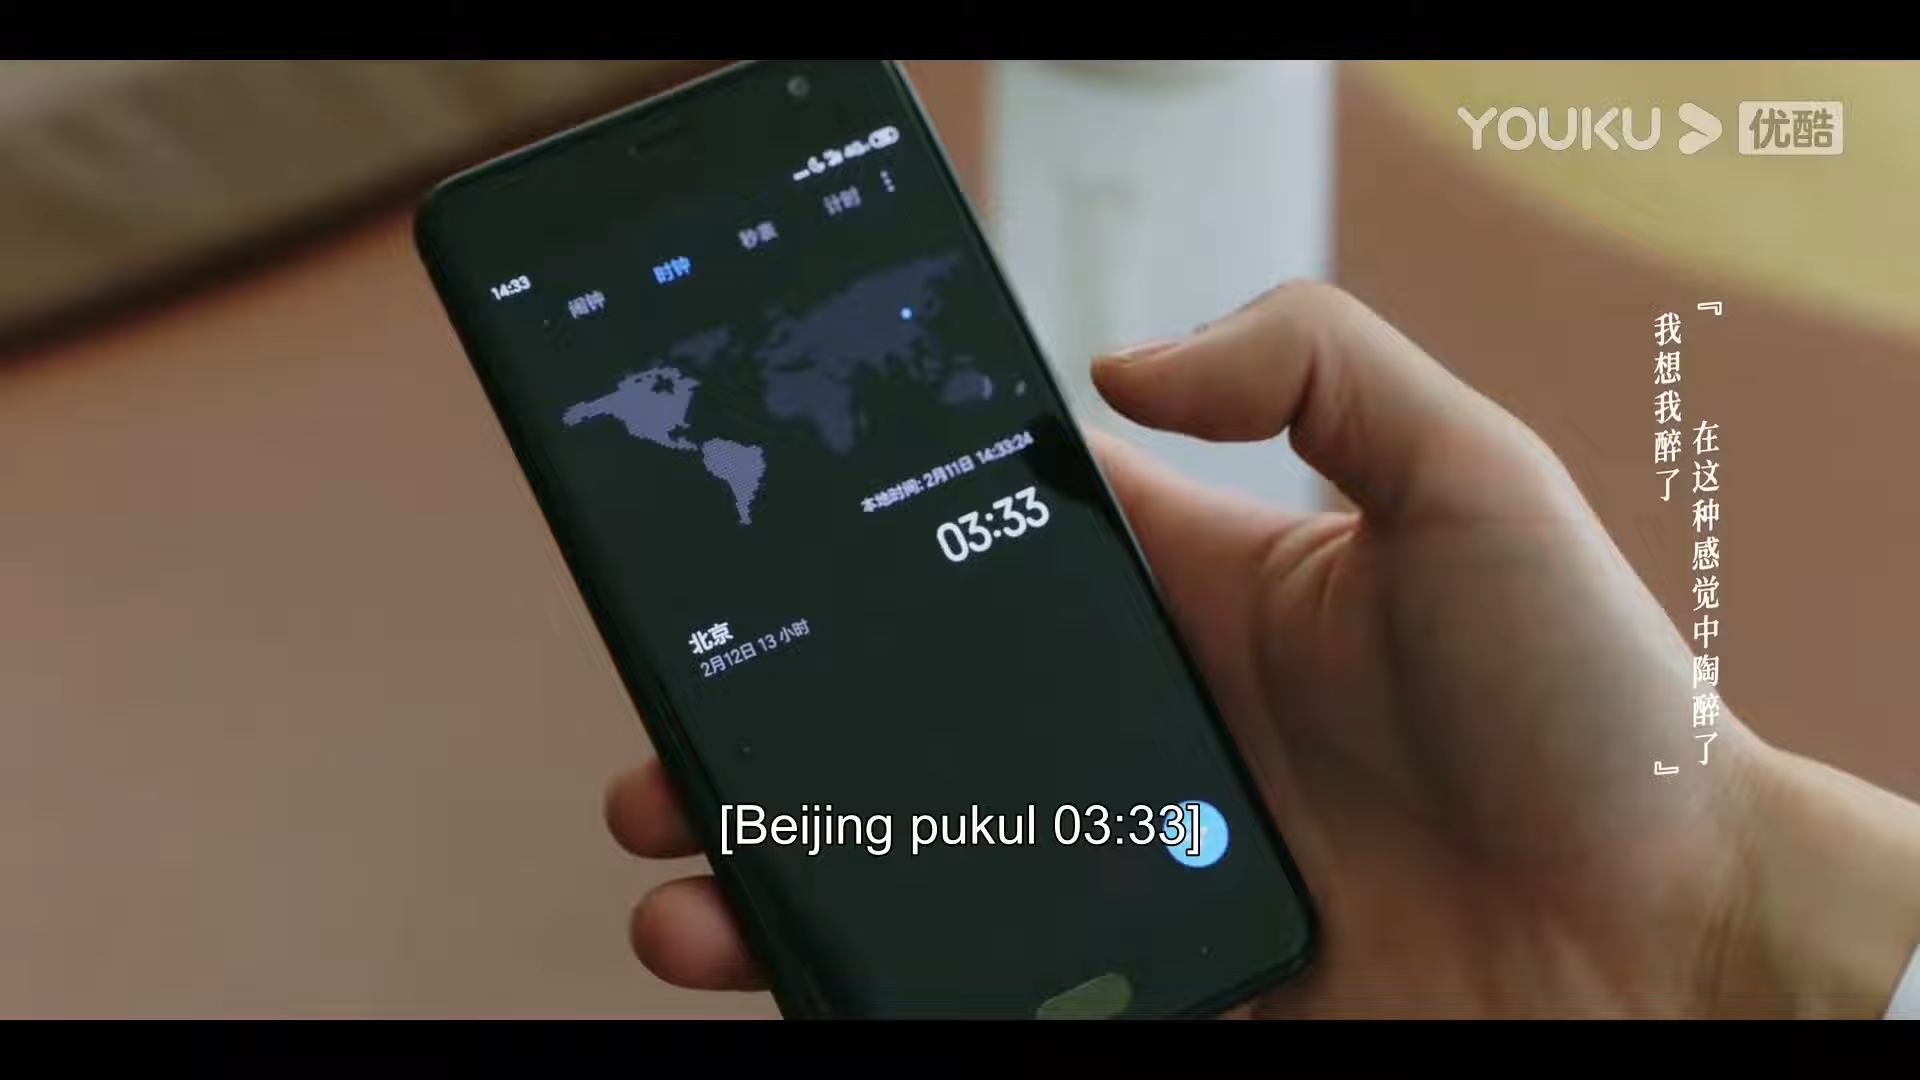 YOUKU 优酷
14:33
闹钟
时钟
秒表
计时
本地时间: 2月11日 14:33:24
03:33
北京
2月12日 13 小时
[Beijing pukul 03:33]
『我想我醉了
在这种感觉中陶醉了』